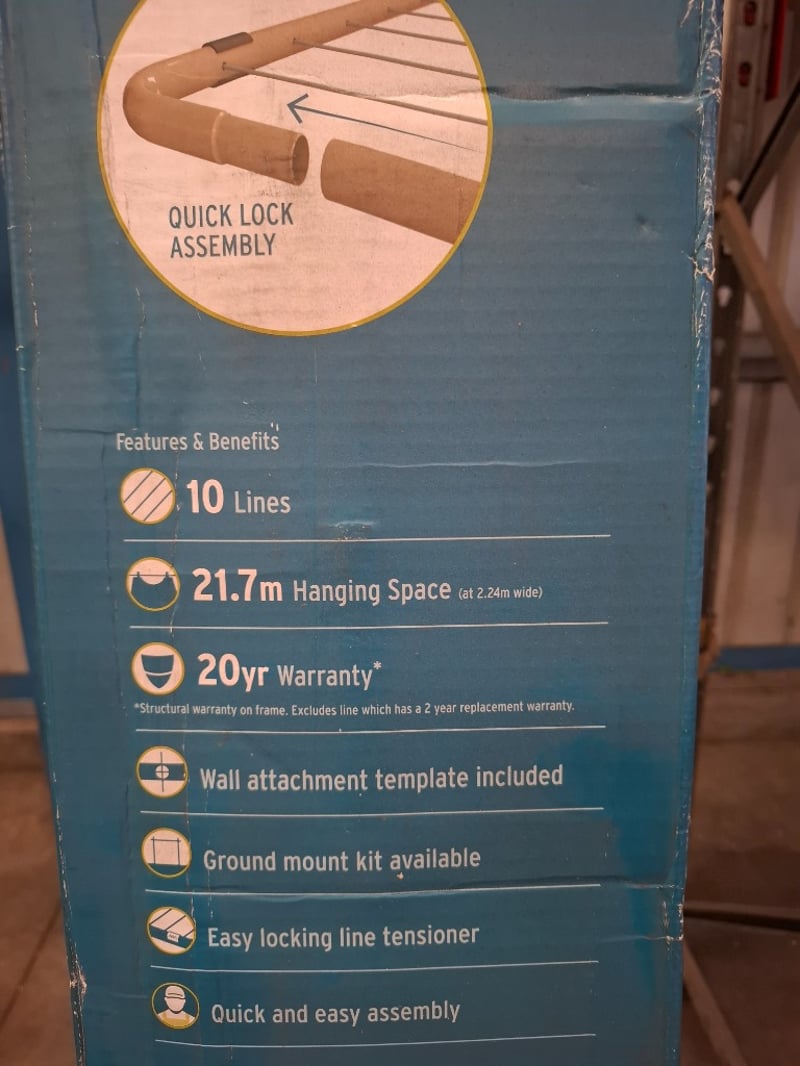 QUICK LOCK
ASSEMBLY
Features & Benefits
10 Lines
21.7m Hanging Space (at 2.24m wide)
20yr Warranty*
*Structural warranty on frame. Excludes line which has a 2 year replacement warranty.
Wall attachment template included
Ground mount kit available
Easy locking line tensioner
Quick and easy assembly